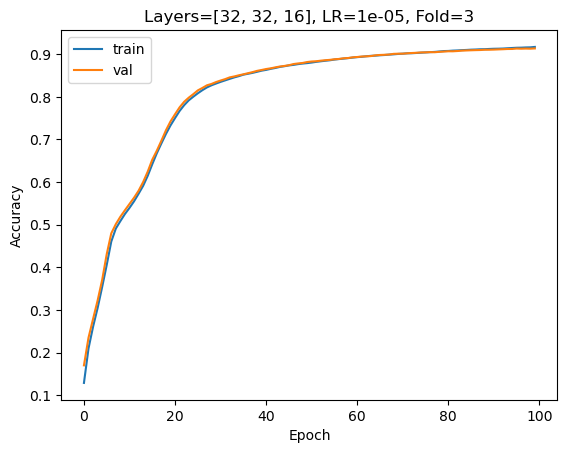 Layers=[32, 32, 16], LR=1e-05, Fold=3
train
val
Accuracy
0.9
0.8
0.7
0.6
0.5
0.4
0.3
0.2
0.1
0 20 40 60 80 100
Epoch